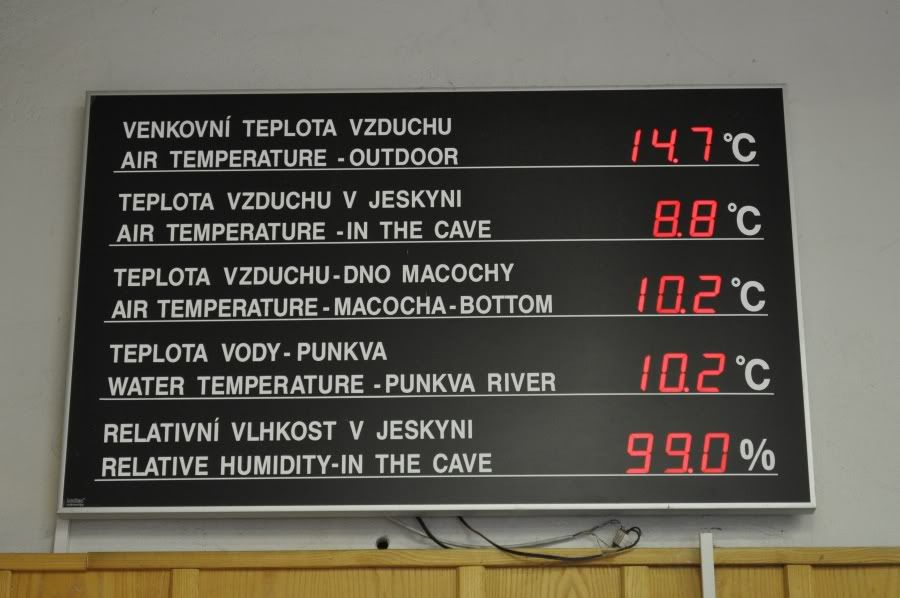 VENKOVNÍ TEPLOTA VZDUCHU
AIR TEMPERATURE - OUTDOOR 14.7 °C
TEPLOTA VZDUCHU V JESKYNI
AIR TEMPERATURE - IN THE CAVE 8.8 °C
TEPLOTA VZDUCHU - DNO MACOCHY
AIR TEMPERATURE - MACOCHA - BOTTOM 10.2 °C
TEPLOTA VODY - PUNKVA
WATER TEMPERATURE - PUNKVA RIVER 10.2 °C
RELATIVNÍ VLHKOST V JESKYNI
RELATIVE HUMIDITY - IN THE CAVE 99.0 %